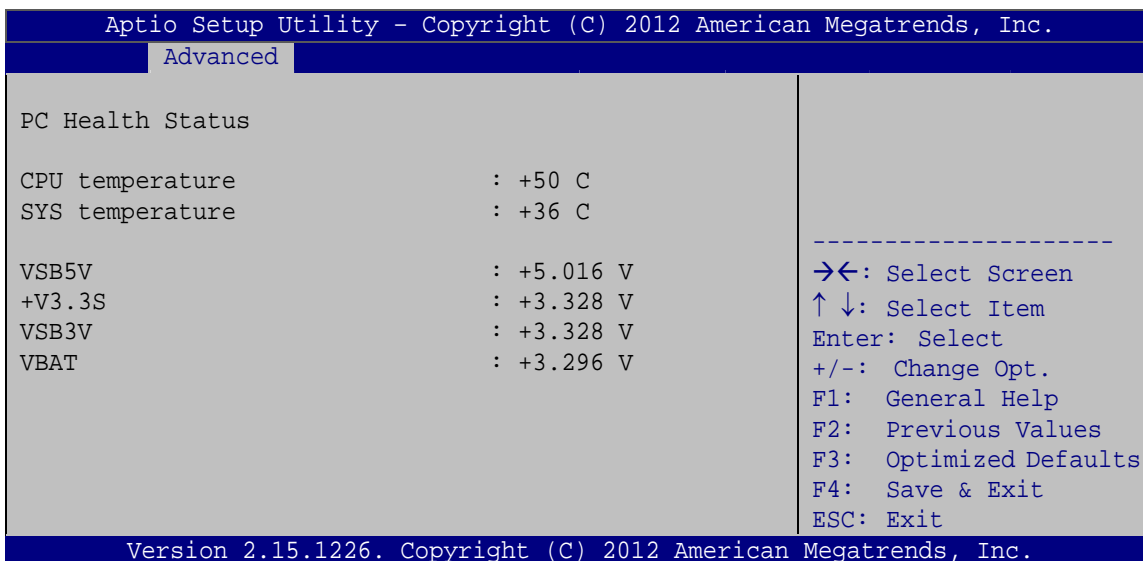 Aptio Setup Utility – Copyright (C) 2012 American Megatrends, Inc.
Advanced
PC Health Status
CPU temperature : +50 C
SYS temperature : +36 C
VSB5V : +5.016 V
+V3.3S : +3.328 V
VSB3V : +3.328 V
VBAT : +3.296 V
---------------------
→←: Select Screen
↑ ↓: Select Item
Enter: Select
+/-: Change Opt.
F1: General Help
F2: Previous Values
F3: Optimized Defaults
F4: Save & Exit
ESC: Exit
Version 2.15.1226. Copyright (C) 2012 American Megatrends, Inc.